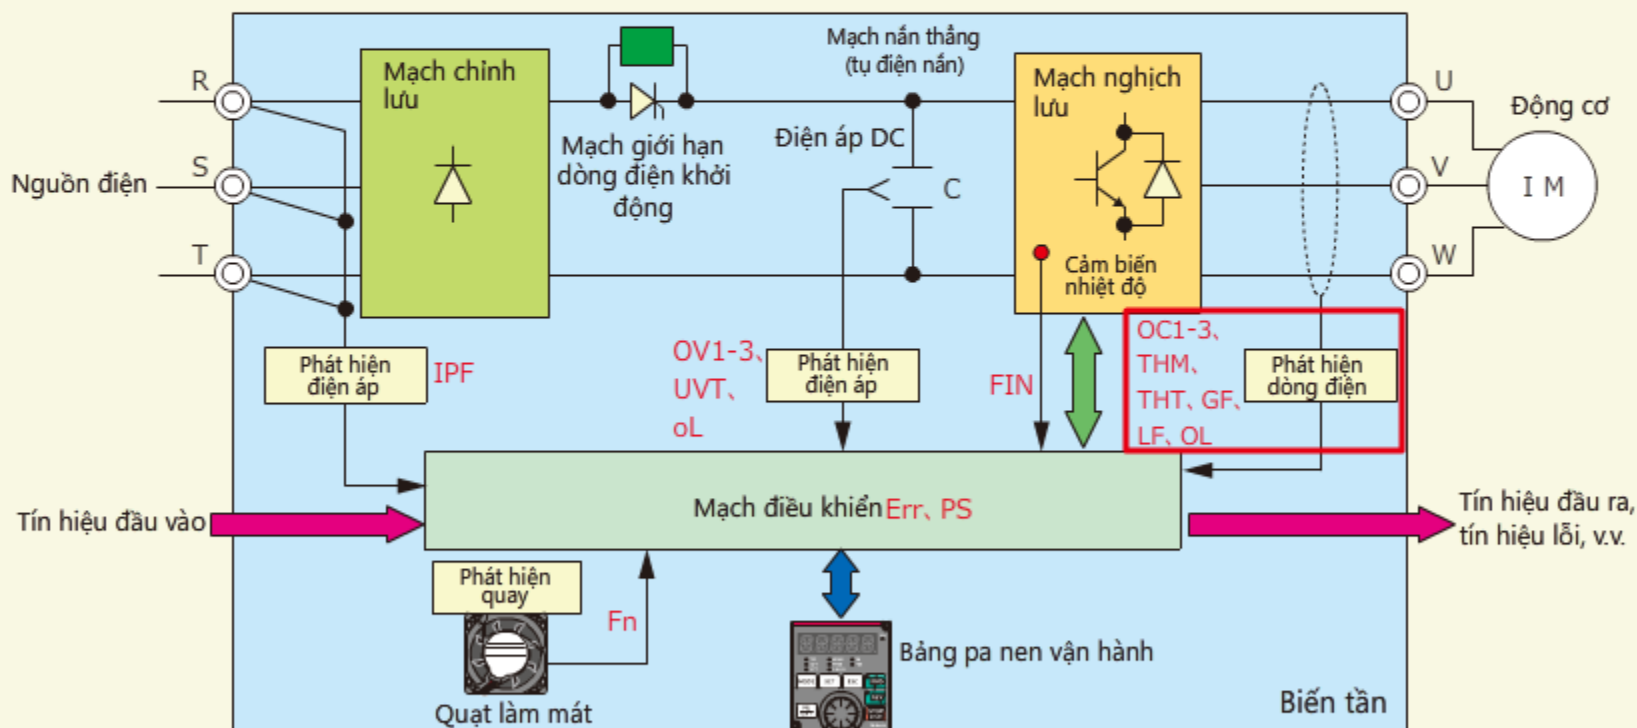 Mạch chỉnh
lưu
Mạch giới hạn
dòng điện khởi
động
Mạch nắn thẳng
(tụ điện nắn)
Điện áp DC
C
Mạch nghịch
lưu
Cảm biến
nhiệt độ
R
S
T
Nguồn điện
U
V
W
Động cơ
I M
Phát hiện
điện áp
IPF
OV1-3、
UVT、
oL
Phát hiện
điện áp
FIN
OC1-3、
THM、
THT、GF、
LF、OL
Phát hiện
dòng điện
Tín hiệu đầu vào
Mạch điều khiển Err、PS
Tín hiệu đầu ra,
tín hiệu lỗi, v.v.
Phát hiện
quay
Fn
Quạt làm mát
Bảng pa nen vận hành
Biến tần